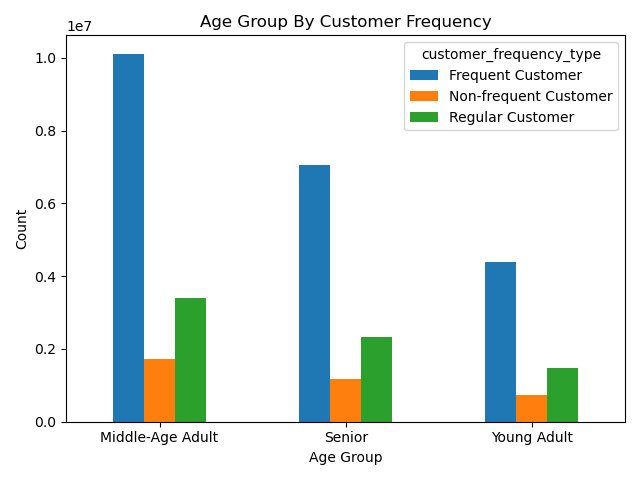 Age Group By Customer Frequency
1e7
customer_frequency_type
Frequent Customer
Non-frequent Customer
Regular Customer
1.0
0.8
0.6
0.4
0.2
0.0
Count
Middle-Age Adult
Senior
Young Adult
Age Group